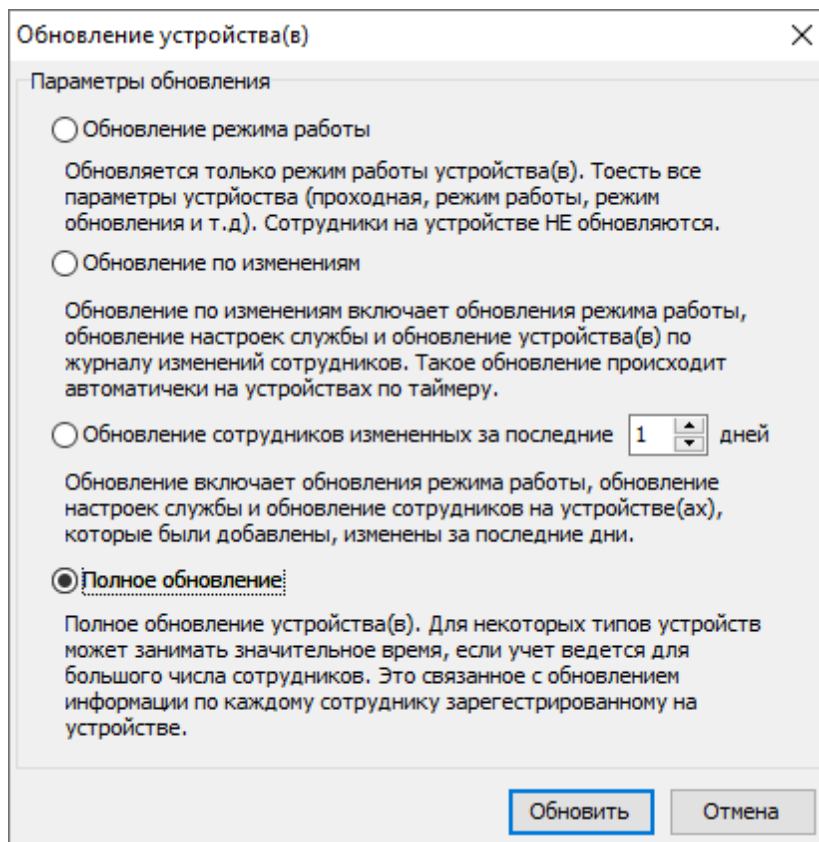 Обновление устройства(в)
Параметры обновления
Обновление режима работы
Обновляется только режим работы устройства(в). Тоесть все
параметры устрйоства (проходная, режим работы, режим
обновления и т.д). Сотрудники на устройстве НЕ обновляются.
Обновление по изменениям
Обновление по изменениям включает обновления режима работы,
обновление настроек службы и обновление устройства(в) по
журналу изменений сотрудников. Такое обновление происходит
автоматичеки на устройствах по таймеру.
Обновление сотрудников измененных за последние 1 дней
Обновление включает обновления режима работы, обновление
настроек службы и обновление сотрудников на устройстве(ах),
которые были добавлены, изменены за последние дни.
Полное обновление
Полное обновление устройства(в). Для некоторых типов устройств
может занимать значительное время, если учет ведется для
большого числа сотрудников. Это связанное с обновлением
информации по каждому сотруднику зарегестрированному на
устройстве.
Обновить Отмена